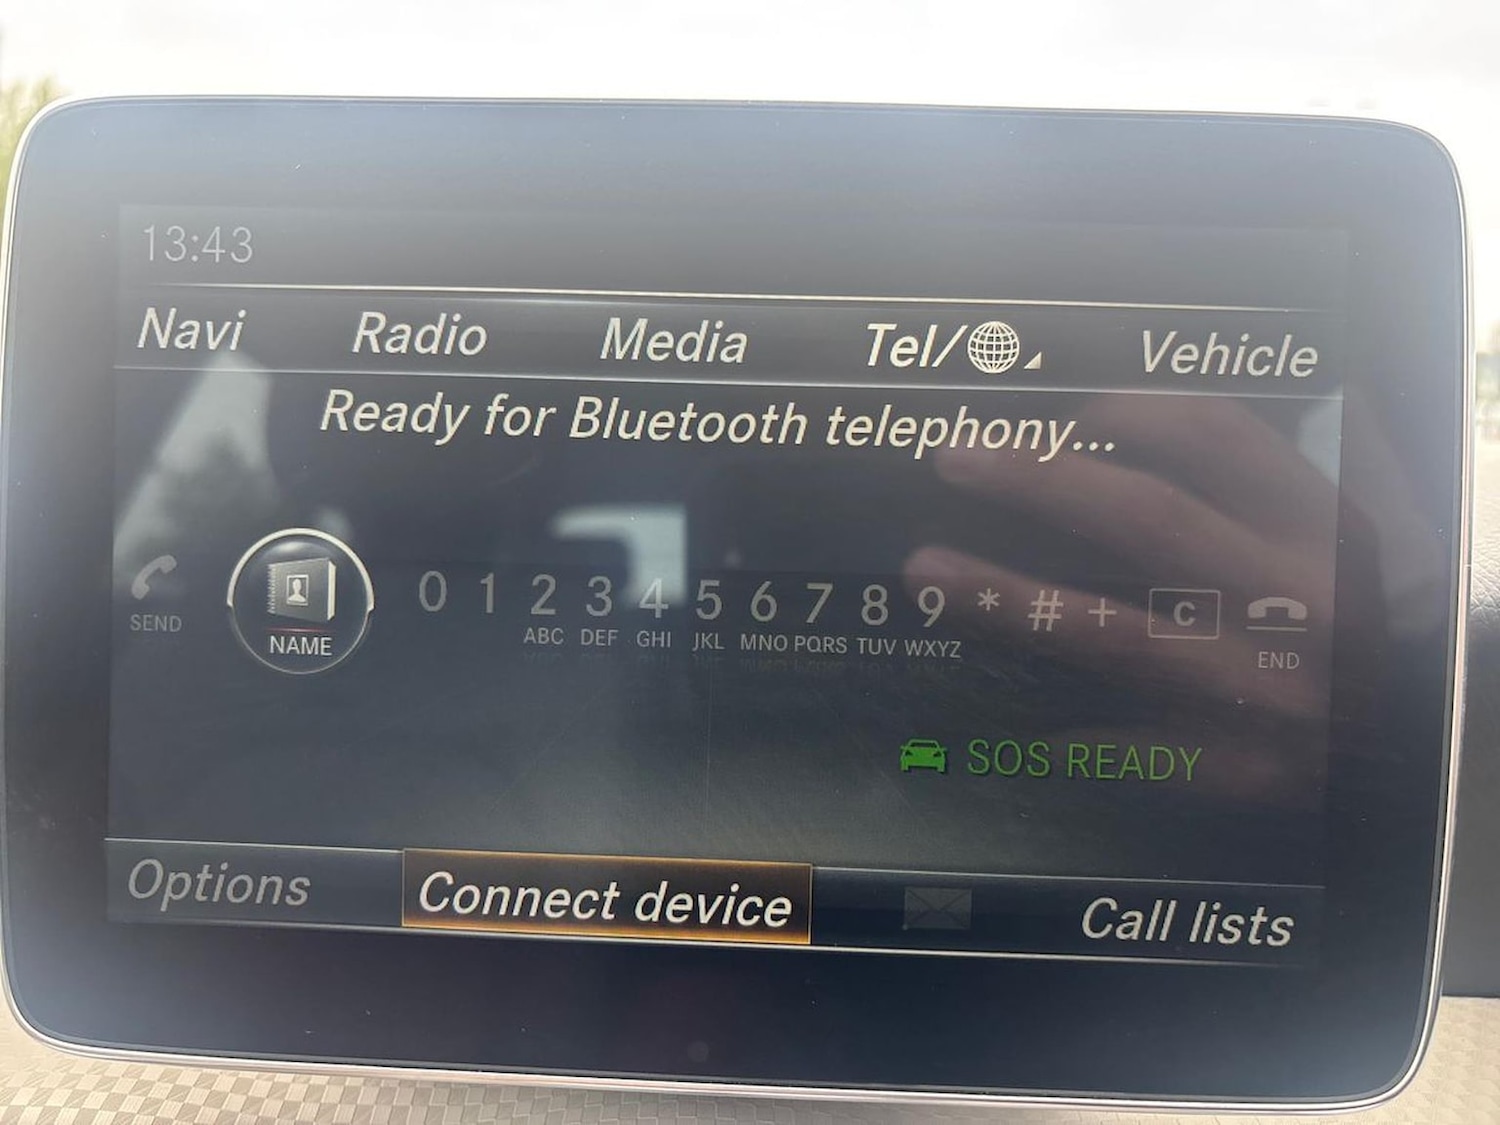 13:43
Navi Radio Media Tel/ Vehicle
Ready for Bluetooth telephony...
0 1 2 3 4 5 6 7 8 9 * # + C
SEND NAME ABC DEF GHI JKL MNO PQRS TUV WXYZ END
SOS READY
Options Connect device Call lists